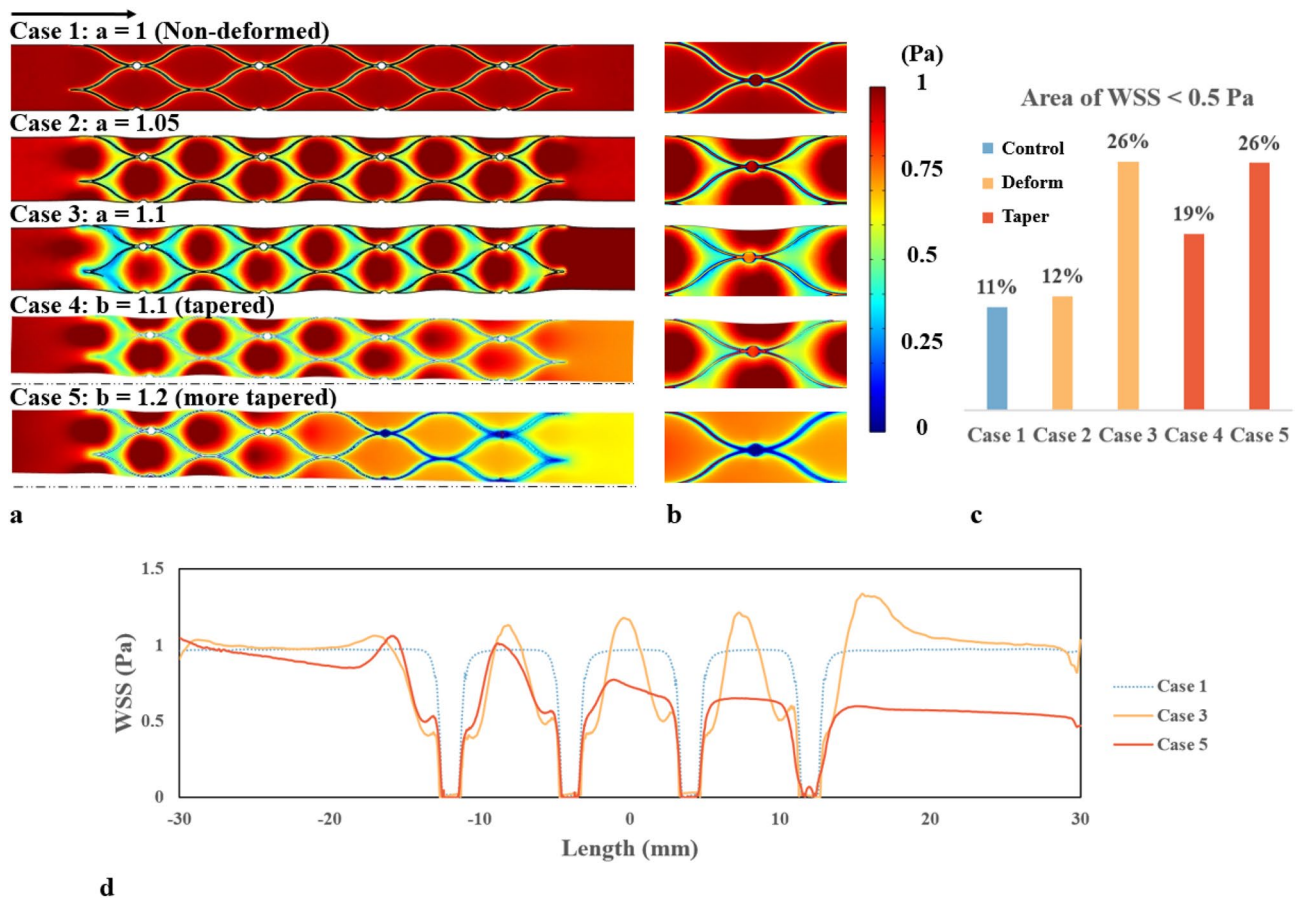 Case 1: a = 1 (Non-deformed)
Case 2: a = 1.05
Case 3: a = 1.1
Case 4: b = 1.1 (tapered)
Case 5: b = 1.2 (more tapered)
a
b
(Pa)
1
0.75
0.5
0.25
0
Area of WSS < 0.5 Pa
Control
Deform
Taper
11%
12%
26%
19%
26%
Case 1 Case 2 Case 3 Case 4 Case 5
c
1.5
1
0.5
0
WSS (Pa)
-30 -20 -10 0 10 20 30
Length (mm)
Case 1
Case 3
Case 5
d